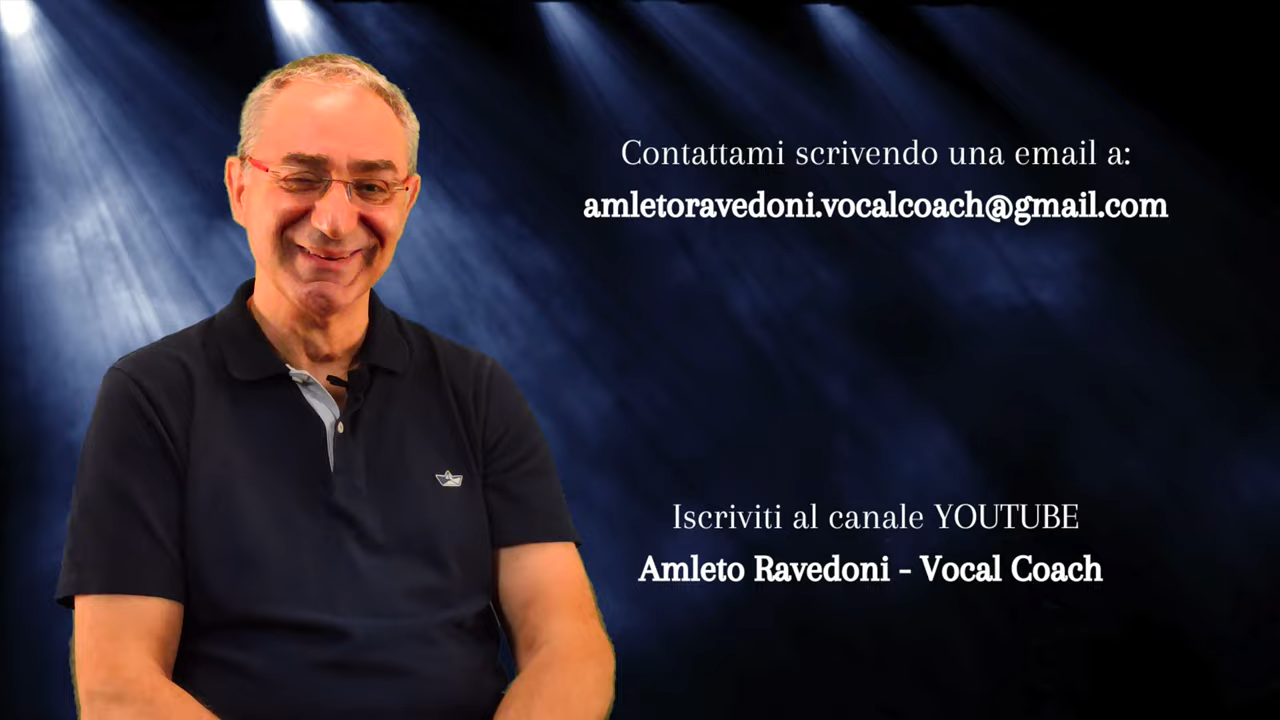 Contattami scrivendo una email a:
amletoravedoni.vocalcoach@gmail.com
Iscriviti al canale YOUTUBE
Amleto Ravedoni - Vocal Coach